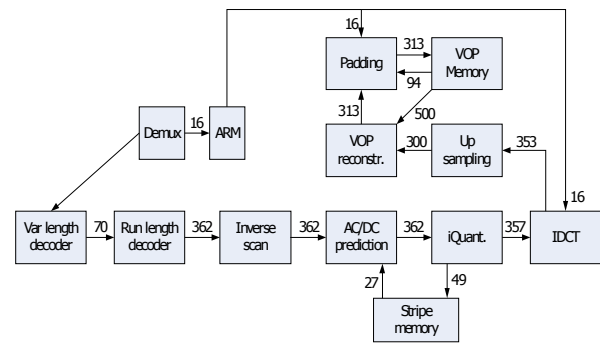 16
313
Padding
VOP
Memory
94
313
500
Demux
16
ARM
VOP
reconstr.
300
Up
sampling
353
16
Var length
decoder
70
Run length
decoder
362
Inverse
scan
362
AC/DC
prediction
362
iQuant.
357
IDCT
27
49
Stripe
memory